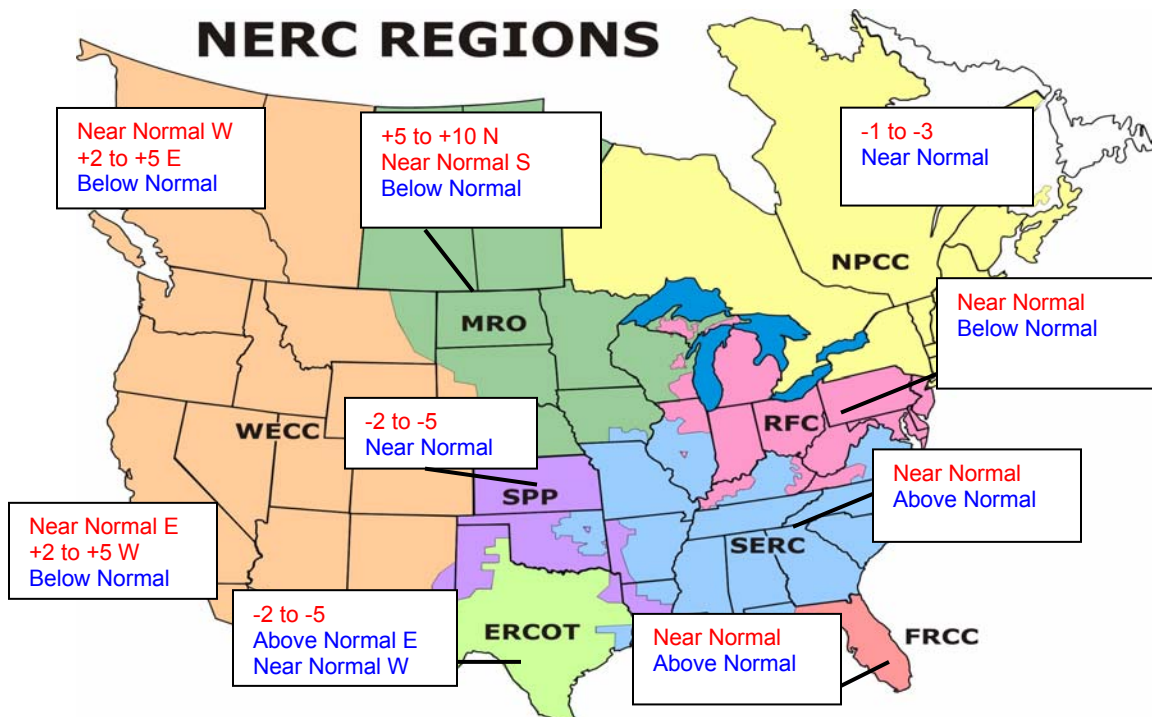 NERC REGIONS
Near Normal W
+2 to +5 E
Below Normal
+5 to +10 N
Near Normal S
Below Normal
-1 to -3
Near Normal
NPCC
Near Normal
Below Normal
MRO
WECC
-2 to -5
Near Normal
RFC
SPP
Near Normal
Above Normal
Near Normal E
+2 to +5 W
Below Normal
SERC
-2 to -5
Above Normal E
Near Normal W
ERCOT
Near Normal
Above Normal
FRCC